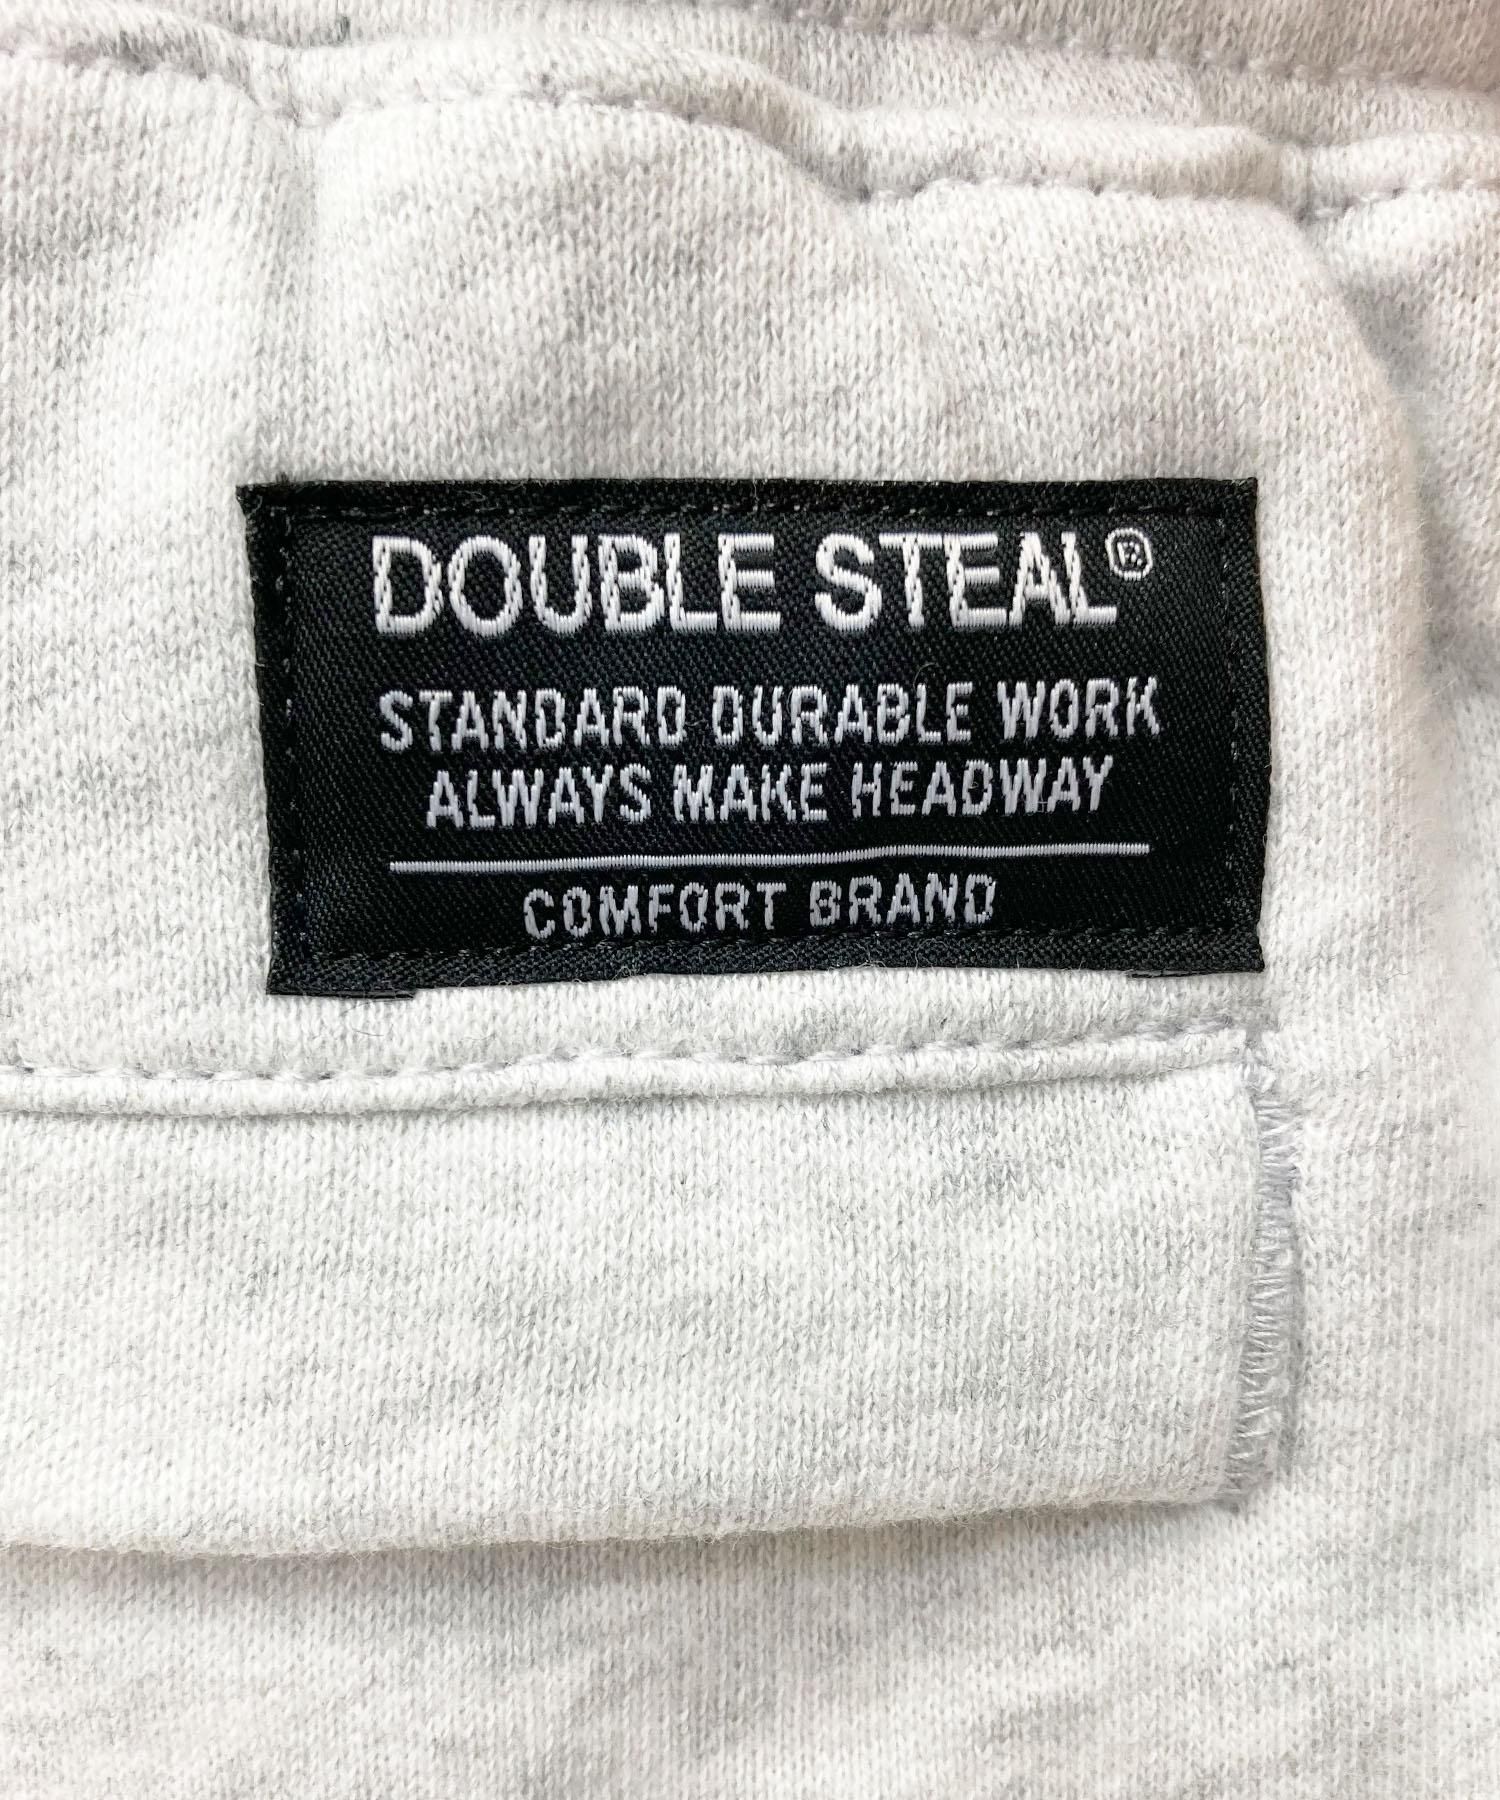 DOUBLE STEAL®
STANDARD DURABLE WORK
ALWAYS MAKE HEADWAY
COMFORT BRAND